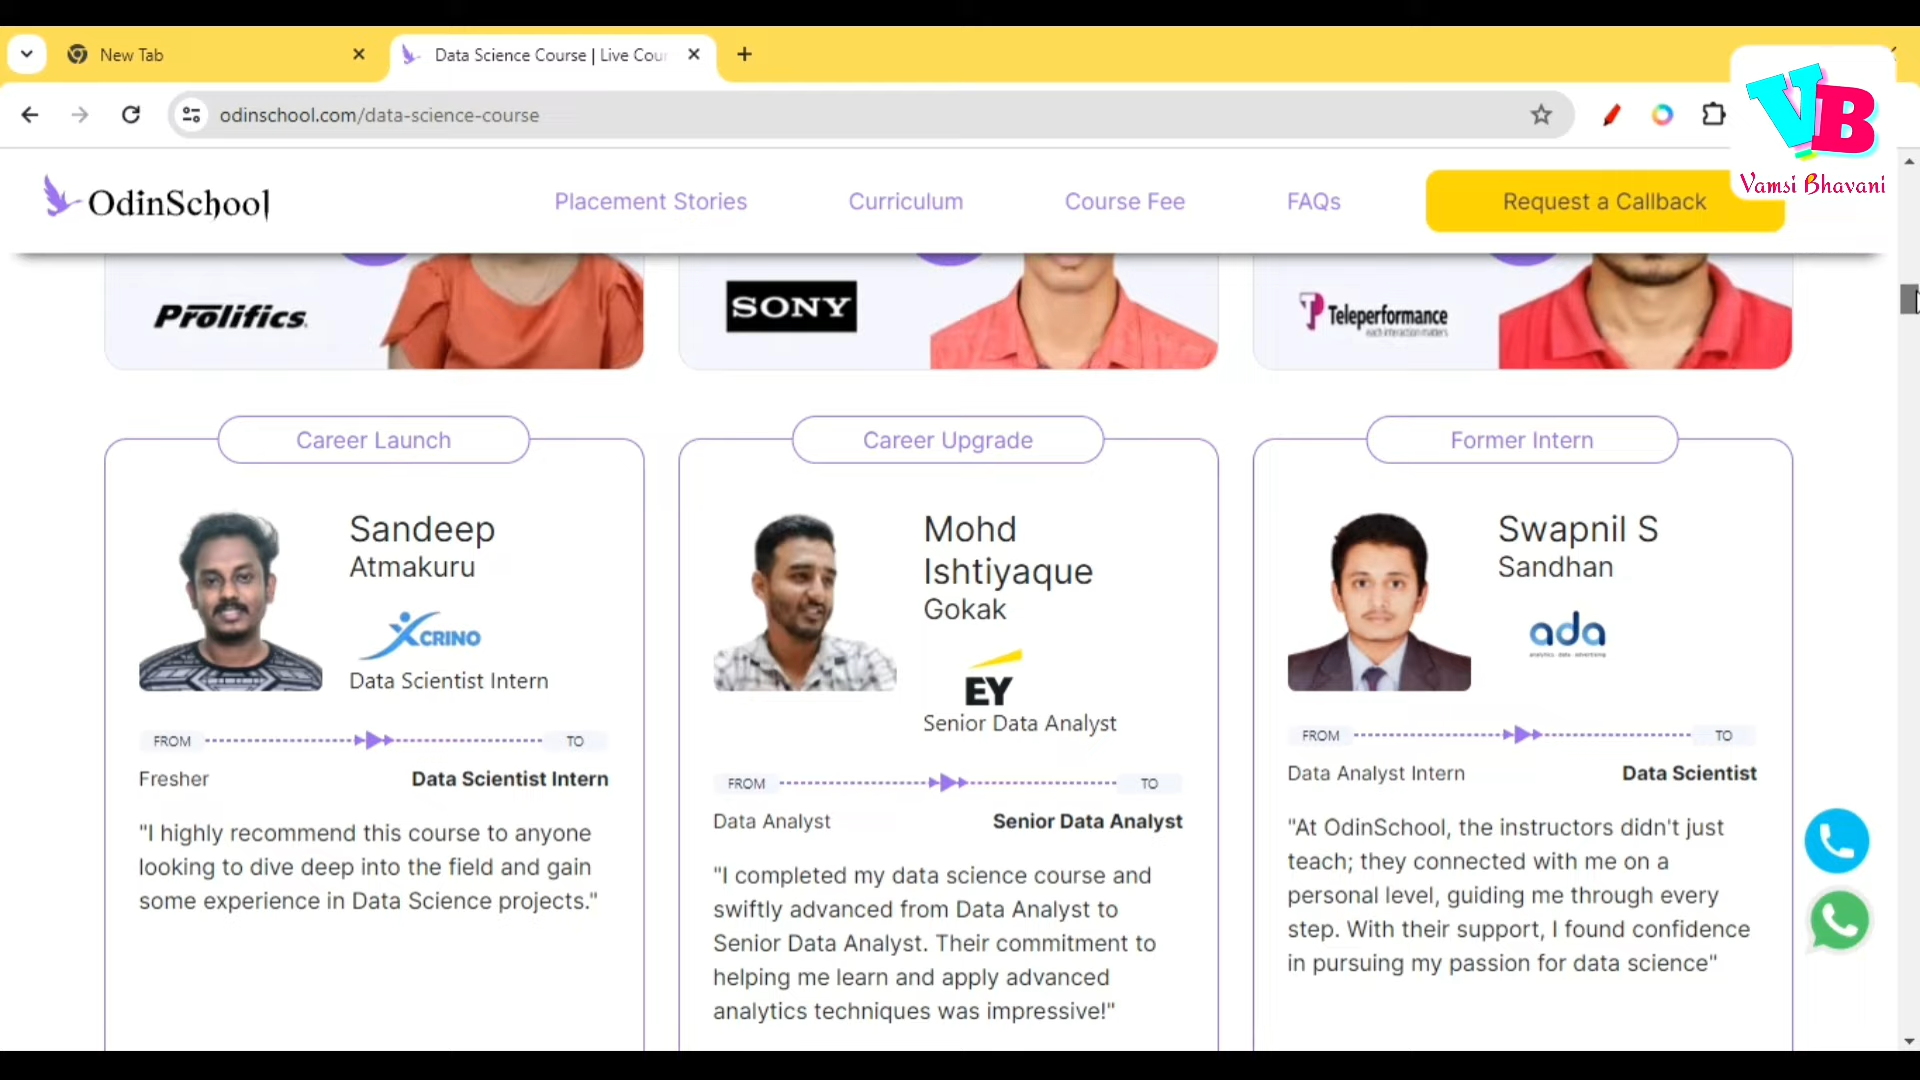 New Tab
Data Science Course | Live Cour
odinschool.com/data-science-course
VB
Vamsi Bhavani
OdinSchool
Placement Stories
Curriculum
Course Fee
FAQs
Request a Callback
Prolifics.
SONY
Teleperformance
each interaction matters
Career Launch
Sandeep
Atmakuru
XCRINO
Data Scientist Intern
FROM
TO
Fresher
Data Scientist Intern
"I highly recommend this course to anyone
looking to dive deep into the field and gain
some experience in Data Science projects."
Career Upgrade
Mohd
Ishtiyaque
Gokak
EY
Senior Data Analyst
FROM
TO
Data Analyst
Senior Data Analyst
"I completed my data science course and
swiftly advanced from Data Analyst to
Senior Data Analyst. Their commitment to
helping me learn and apply advanced
analytics techniques was impressive!"
Former Intern
Swapnil S
Sandhan
ada
analytics. data. advertising
FROM
TO
Data Analyst Intern
Data Scientist
"At OdinSchool, the instructors didn't just
teach; they connected with me on a
personal level, guiding me through every
step. With their support, I found confidence
in pursuing my passion for data science"